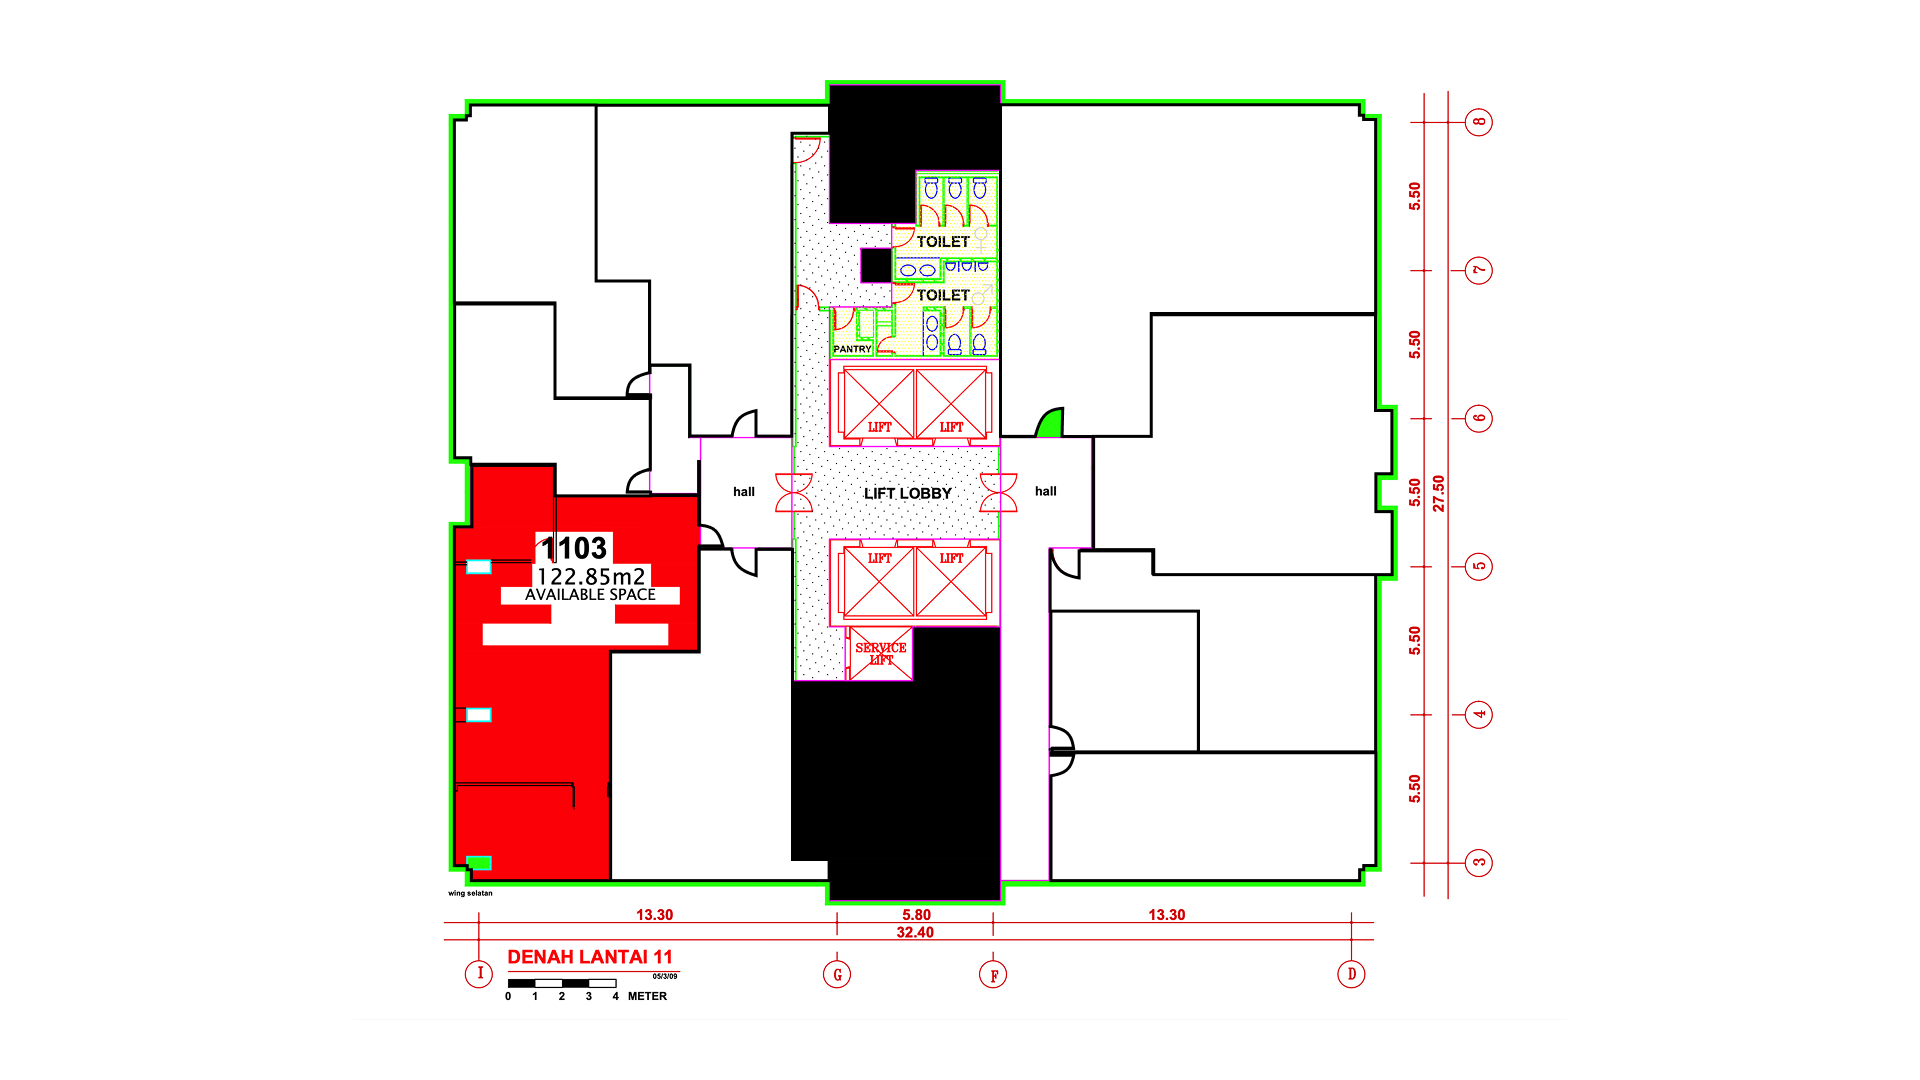 8
5.50
7
TOILET
TOILET
5.50
PANTRY
6
LIFT
LIFT
hall
LIFT LOBBY
hall
5.50
27.50
1103
122.85m2
AVAILABLE SPACE
LIFT
LIFT
5
SERVICE
LIFT
5.50
4
5.50
3
wing selatan
13.30
5.80
13.30
32.40
DENAH LANTAI 11
05/3/09
I
G
F
D
0 1 2 3 4 METER